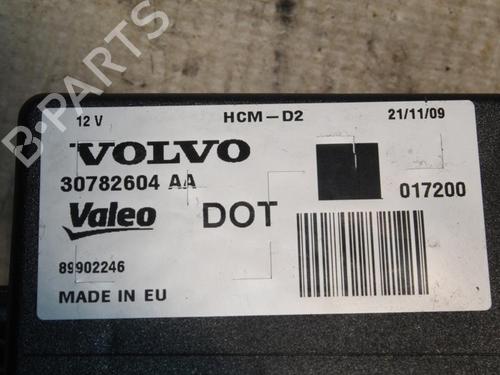 B-PARTS
12 V HCM-D2 21/11/09
VOLVO
30782604 AA 017200
Valeo DOT
89902246
MADE IN EU